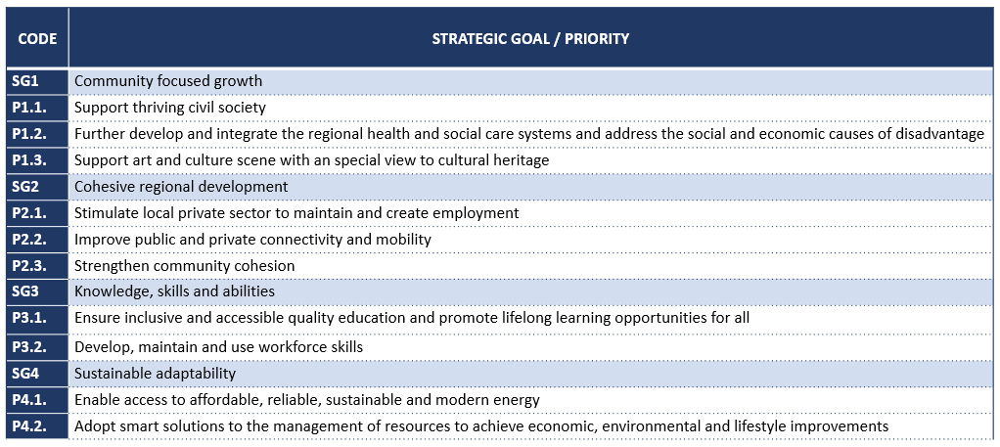 CODE STRATEGIC GOAL / PRIORITY
SG1 Community focused growth
P1.1. Support thriving civil society
P1.2. Further develop and integrate the regional health and social care systems and address the social and economic causes of disadvantage
P1.3. Support art and culture scene with an special view to cultural heritage
SG2 Cohesive regional development
P2.1. Stimulate local private sector to maintain and create employment
P2.2. Improve public and private connectivity and mobility
P2.3. Strengthen community cohesion
SG3 Knowledge, skills and abilities
P3.1. Ensure inclusive and accessible quality education and promote lifelong learning opportunities for all
P3.2. Develop, maintain and use workforce skills
SG4 Sustainable adaptability
P4.1. Enable access to affordable, reliable, sustainable and modern energy
P4.2. Adopt smart solutions to the management of resources to achieve economic, environmental and lifestyle improvements